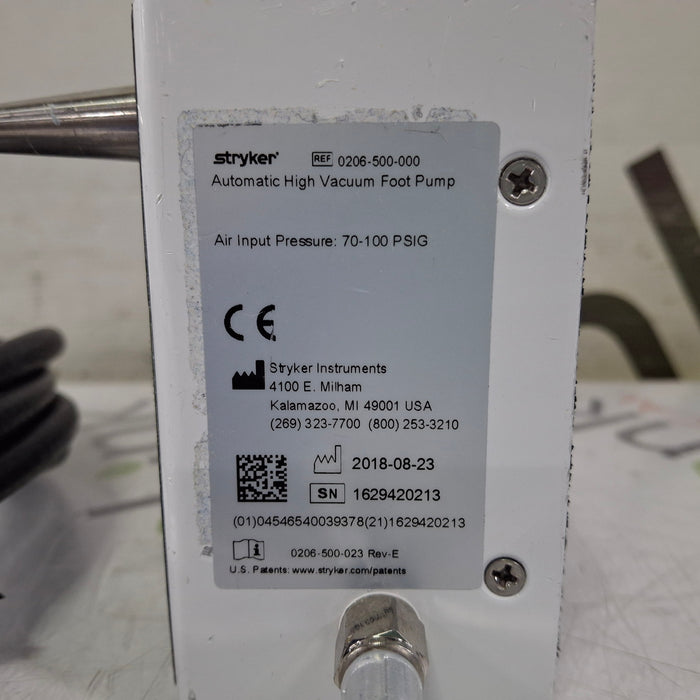 stryker REF 0206-500-000
Automatic High Vacuum Foot Pump
Air Input Pressure: 70-100 PSIG
CE
Stryker Instruments
4100 E. Milham
Kalamazoo, MI 49001 USA
(269) 323-7700 (800) 253-3210
2018-08-23
SN 1629420213
(01)04546540039378(21)1629420213
0206-500-023 Rev-E
U.S. Patents: www.stryker.com/patents